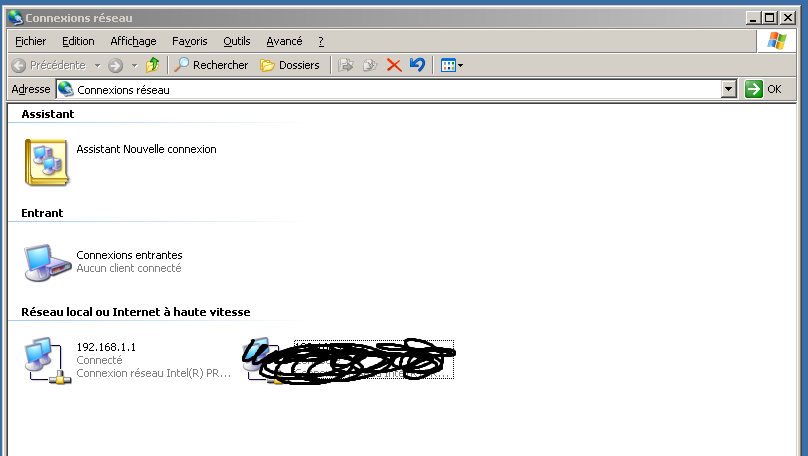 Connexions réseau
Fichier Edition Affichage Favoris Outils Avancé ?
Précédente Rechercher Dossiers
Adresse Connexions réseau OK
Assistant
Assistant Nouvelle connexion
Entrant
Connexions entrantes
Aucun client connecté
Réseau local ou Internet à haute vitesse
192.168.1.1
Connecté
Connexion réseau Intel(R) PR...